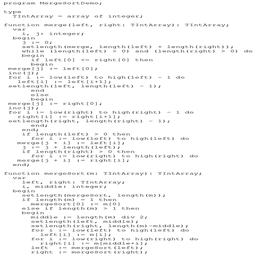 program MergeSortDemo;
type
TIntArray = array of integer;
function merge(left, right: TIntArray): TIntArray;
var
i, j: integer;
begin
j := 0;
setlength(merge, length(left) + length(right));
while (length(left) > 0) and (length(right) > 0) do
begin
if left[0] <= right[0] then
begin
merge[j] := left[0];
inc(j);
for i := low(left) to high(left) - 1 do
left[i] := left[i+1];
setlength(left, length(left) - 1);
end
else
begin
merge[j] := right[0];
inc(j);
for i := low(right) to high(right) - 1 do
right[i] := right[i+1];
setlength(right, length(right) - 1);
end;
end;
if length(left) > 0 then
for i := low(left) to high(left) do
merge[j + i] := left[i];
j := j + length(left);
if length(right) > 0 then
for i := low(right) to high(right) do
merge[j + i] := right[i];
end;
function mergeSort(m: TIntArray): TIntArray;
var
left, right: TIntArray;
i, middle: integer;
begin
setlength(mergeSort, length(m));
if length(m) = 1 then
mergeSort[0] := m[0]
else if length(m) > 1 then
begin
middle := length(m) div 2;
setlength(left, middle);
setlength(right, length(m)-middle);
for i := low(left) to high(left) do
left[i] := m[i];
for i := low(right) to high(right) do
right[i] := m[middle+i];
left := mergeSort(left);
right := mergeSort(right);